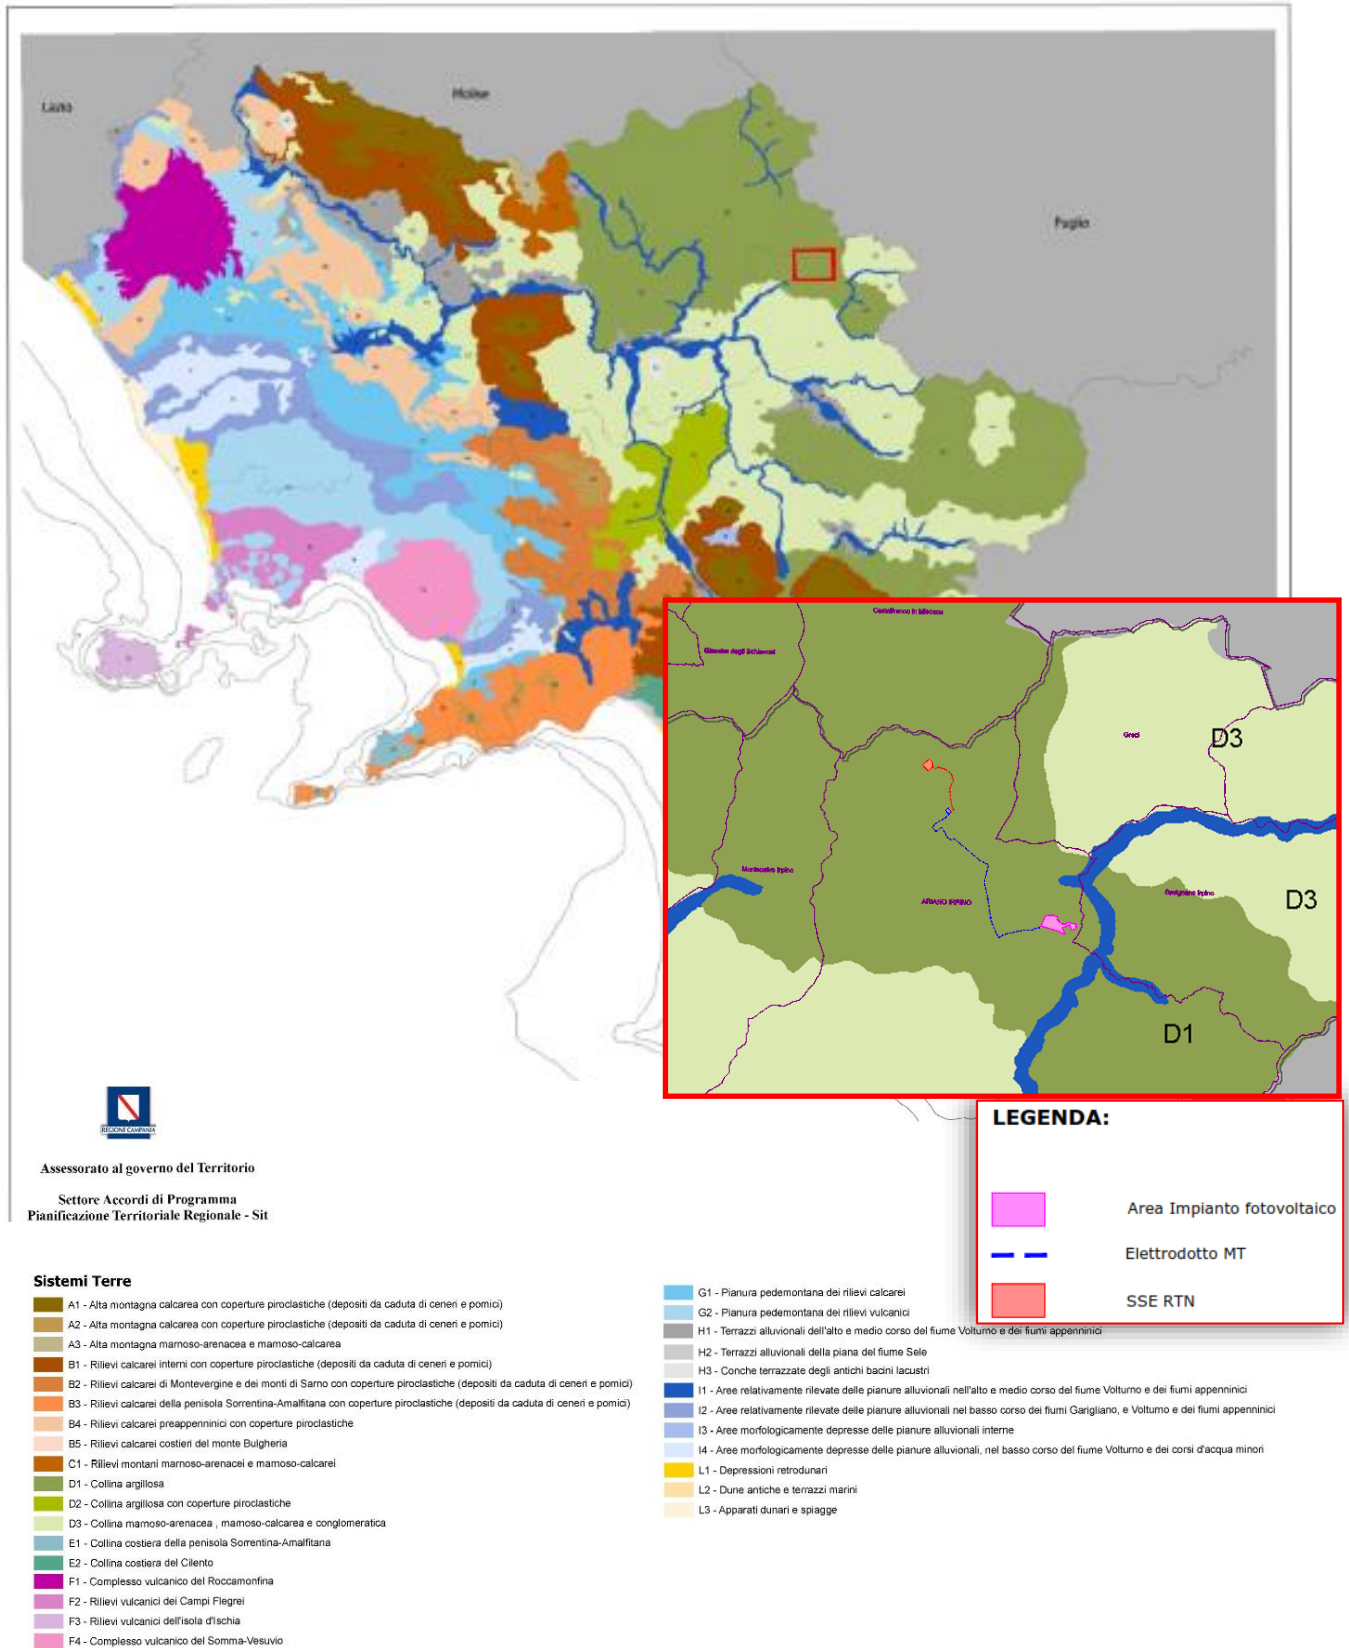 Lazio
Molise
Puglia
Castelfranco in Miscano
Ginestra degli Schiavoni
Greci
D3
Montecalvo Irpino
ARIANO IRPINO
Savignano Irpino
D3
D1
REGIONE CAMPANIA
Assessorato al governo del Territorio
Settore Accordi di Programma
Pianificazione Territoriale Regionale - Sit
LEGENDA:
Area Impianto fotovoltaico
Elettrodotto MT
SSE RTN
Sistemi Terre
A1 - Alta montagna calcarea con coperture piroclastiche (depositi da caduta di ceneri e pomici)
A2 - Alta montagna calcarea con coperture piroclastiche (depositi da caduta di ceneri e pomici)
A3 - Alta montagna marnoso-arenacea e marnoso-calcarea
B1 - Rilievi calcarei interni con coperture piroclastiche (depositi da caduta di ceneri e pomici)
B2 - Rilievi calcarei di Montevergine e dei monti di Sarno con coperture piroclastiche (depositi da caduta di ceneri e pomici)
B3 - Rilievi calcarei della penisola Sorrentina-Amalfitana con coperture piroclastiche (depositi da caduta di ceneri e pomici)
B4 - Rilievi calcarei preappenninici con coperture piroclastiche
B5 - Rilievi calcarei costieri del monte Bulgheria
C1 - Rilievi montani marnoso-arenacei e marnoso-calcarei
D1 - Collina argillosa
D2 - Collina argillosa con coperture piroclastiche
D3 - Collina marnoso-arenacea , marnoso-calcarea e conglomeratica
E1 - Collina costiera della penisola Sorrentina-Amalfitana
E2 - Collina costiera del Cilento
F1 - Complesso vulcanico del Roccamonfina
F2 - Rilievi vulcanici dei Campi Flegrei
F3 - Rilievi vulcanici dell'isola d'Ischia
F4 - Complesso vulcanico del Somma-Vesuvio
G1 - Pianura pedemontana dei rilievi calcarei
G2 - Pianura pedemontana dei rilievi vulcanici
H1 - Terrazzi alluvionali dell'alto e medio corso del fiume Volturno e dei fiumi appenninici
H2 - Terrazzi alluvionali della piana del fiume Sele
H3 - Conche terrazzate degli antichi bacini lacustri
I1 - Aree relativamente rilevate delle pianure alluvionali nell'alto e medio corso del fiume Volturno e dei fiumi appenninici
I2 - Aree relativamente rilevate delle pianure alluvionali nel basso corso dei fiumi Garigliano, e Volturno e dei fiumi appenninici
I3 - Aree morfologicamente depresse delle pianure alluvionali interne
I4 - Aree morfologicamente depresse delle pianure alluvionali, nel basso corso del fiume Volturno e dei corsi d'acqua minori
L1 - Depressioni retrodunari
L2 - Dune antiche e terrazzi marini
L3 - Apparati dunari e spiagge